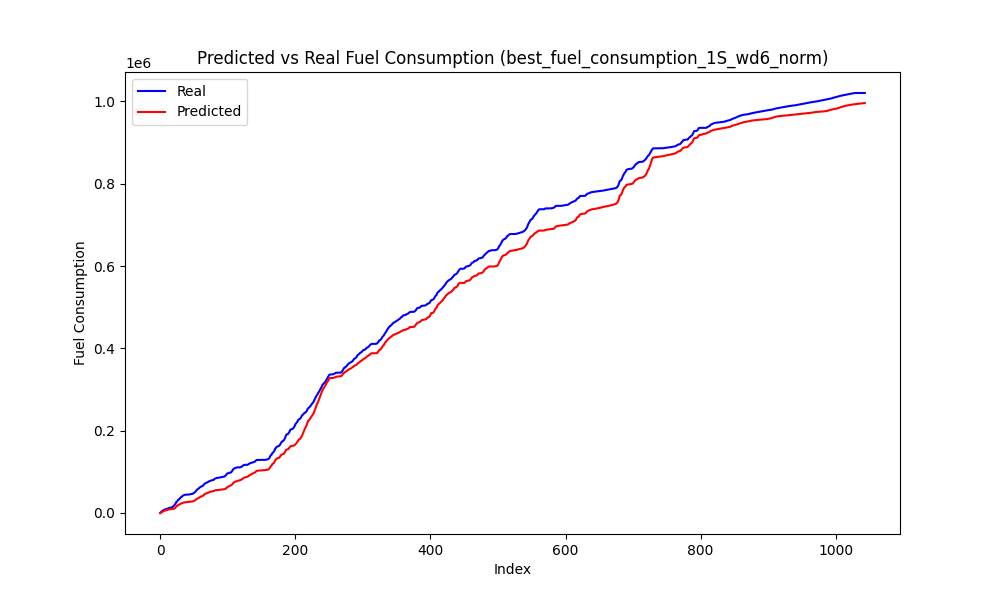 Predicted vs Real Fuel Consumption (best_fuel_consumption_1S_wd6_norm)
1e6
Real
Predicted
1.0
0.8
0.6
0.4
0.2
0.0
Fuel Consumption
0 200 400 600 800 1000
Index